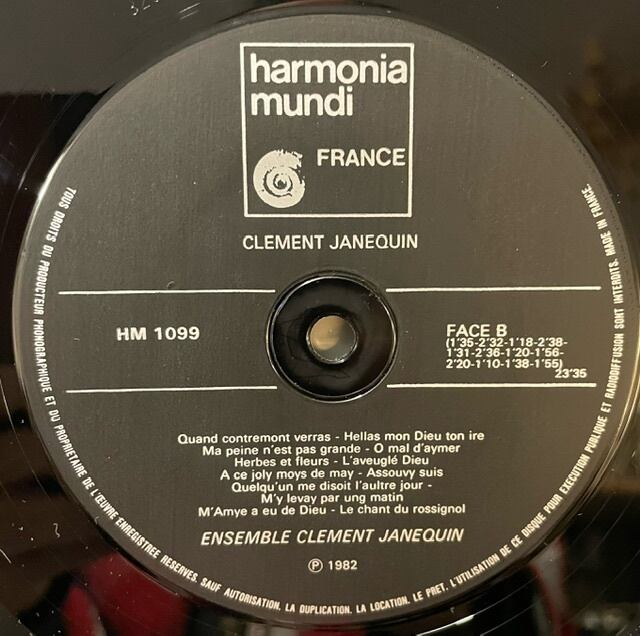 harmonia
mundi
FRANCE
CLEMENT JANEQUIN
HM 1099
FACE B
(1'35-2'32-1'18-2'38-
1'31-2'36-1'20-1'56-
2'20-1'10-1'38-1'55)
23'35
Quand contremont verras - Hellas mon Dieu ton ire
Ma peine n'est pas grande - O mal d'aymer
Herbes et fleurs - L'aveuglé Dieu
A ce joly moys de may - Assouvy suis
Quelqu'un me disoit l'aultre jour -
M'y levay par ung matin
M'Amye a eu de Dieu - Le chant du rossignol
ENSEMBLE CLEMENT JANEQUIN
Ⓟ 1982
TOUS DROITS DU PRODUCTEUR PHONOGRAPHIQUE ET DU PROPRIETAIRE DE L'ŒUVRE ENREGISTREE RESERVES. SAUF AUTORISATION, LA DUPLICATION, LA LOCATION, LE PRET, L'UTILISATION DE CE DISQUE POUR EXECUTION PUBLIQUE ET RADIODIFFUSION SONT INTERDITS. MADE IN FRANCE.